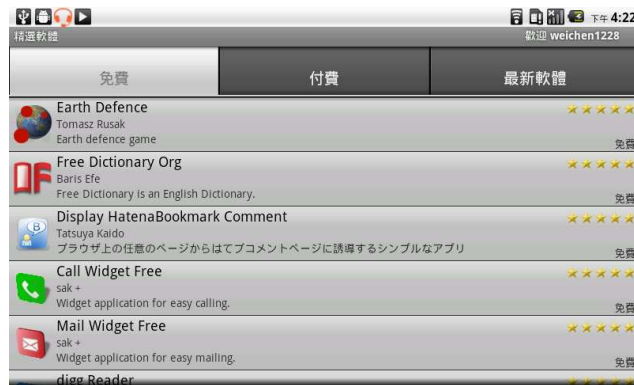 下午 4:22
精選軟體
歡迎 weichen1228
免費
付費
最新軟體
Earth Defence
Tomasz Rusak
Earth defence game
免費
Free Dictionary Org
Baris Efe
Free Dictionary is an English Dictionary.
免費
Display HatenaBookmark Comment
Tatsuya Kaido
ブラウザ上の任意のページからはてブコメントページに誘導するシンプルなアプリ
免費
Call Widget Free
sak +
Widget application for easy calling.
免費
Mail Widget Free
sak +
Widget application for easy mailing.
免費
digg Reader